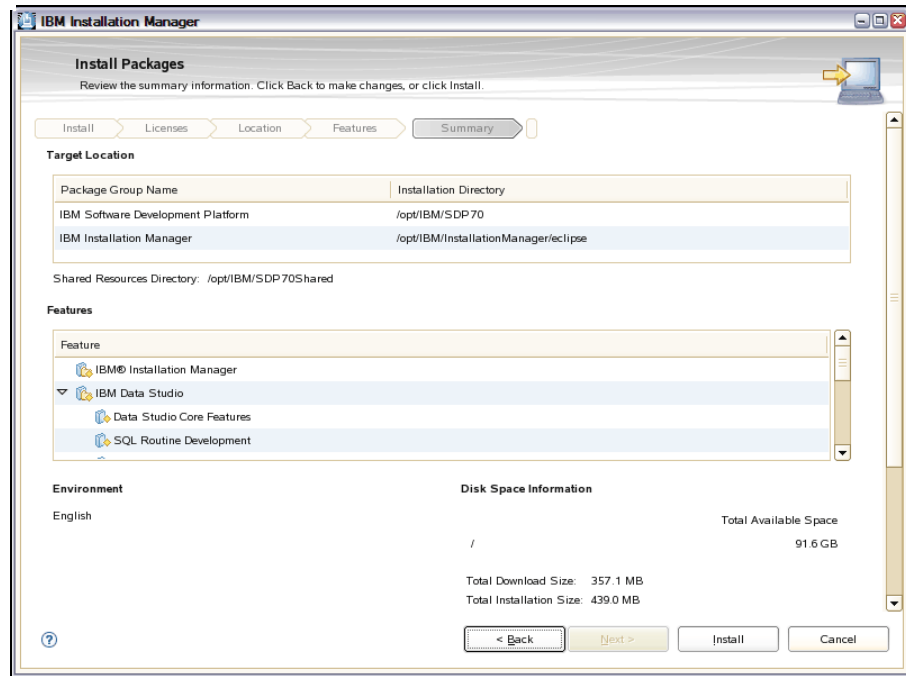 IBM Installation Manager
Install Packages
Review the summary information. Click Back to make changes, or click Install.
Install Licenses Location Features Summary
Target Location
Package Group Name Installation Directory
IBM Software Development Platform /opt/IBM/SDP70
IBM Installation Manager /opt/IBM/InstallationManager/eclipse
Shared Resources Directory: /opt/IBM/SDP70Shared
Features
Feature
IBM® Installation Manager
IBM Data Studio
Data Studio Core Features
SQL Routine Development
Environment Disk Space Information
English
Total Available Space
/ 91.6 GB
Total Download Size: 357.1 MB
Total Installation Size: 439.0 MB
? < Back Next > Install Cancel